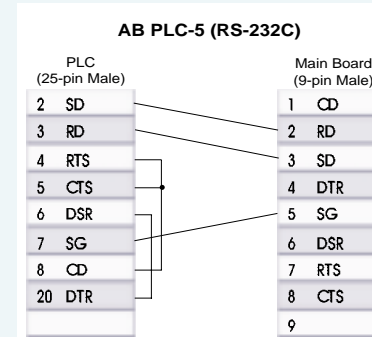 AB PLC-5 (RS-232C)
PLC
(25-pin Male)
2 SD
3 RD
4 RTS
5 CTS
6 DSR
7 SG
8 CD
20 DTR
Main Board
(9-pin Male)
1 CD
2 RD
3 SD
4 DTR
5 SG
6 DSR
7 RTS
8 CTS
9